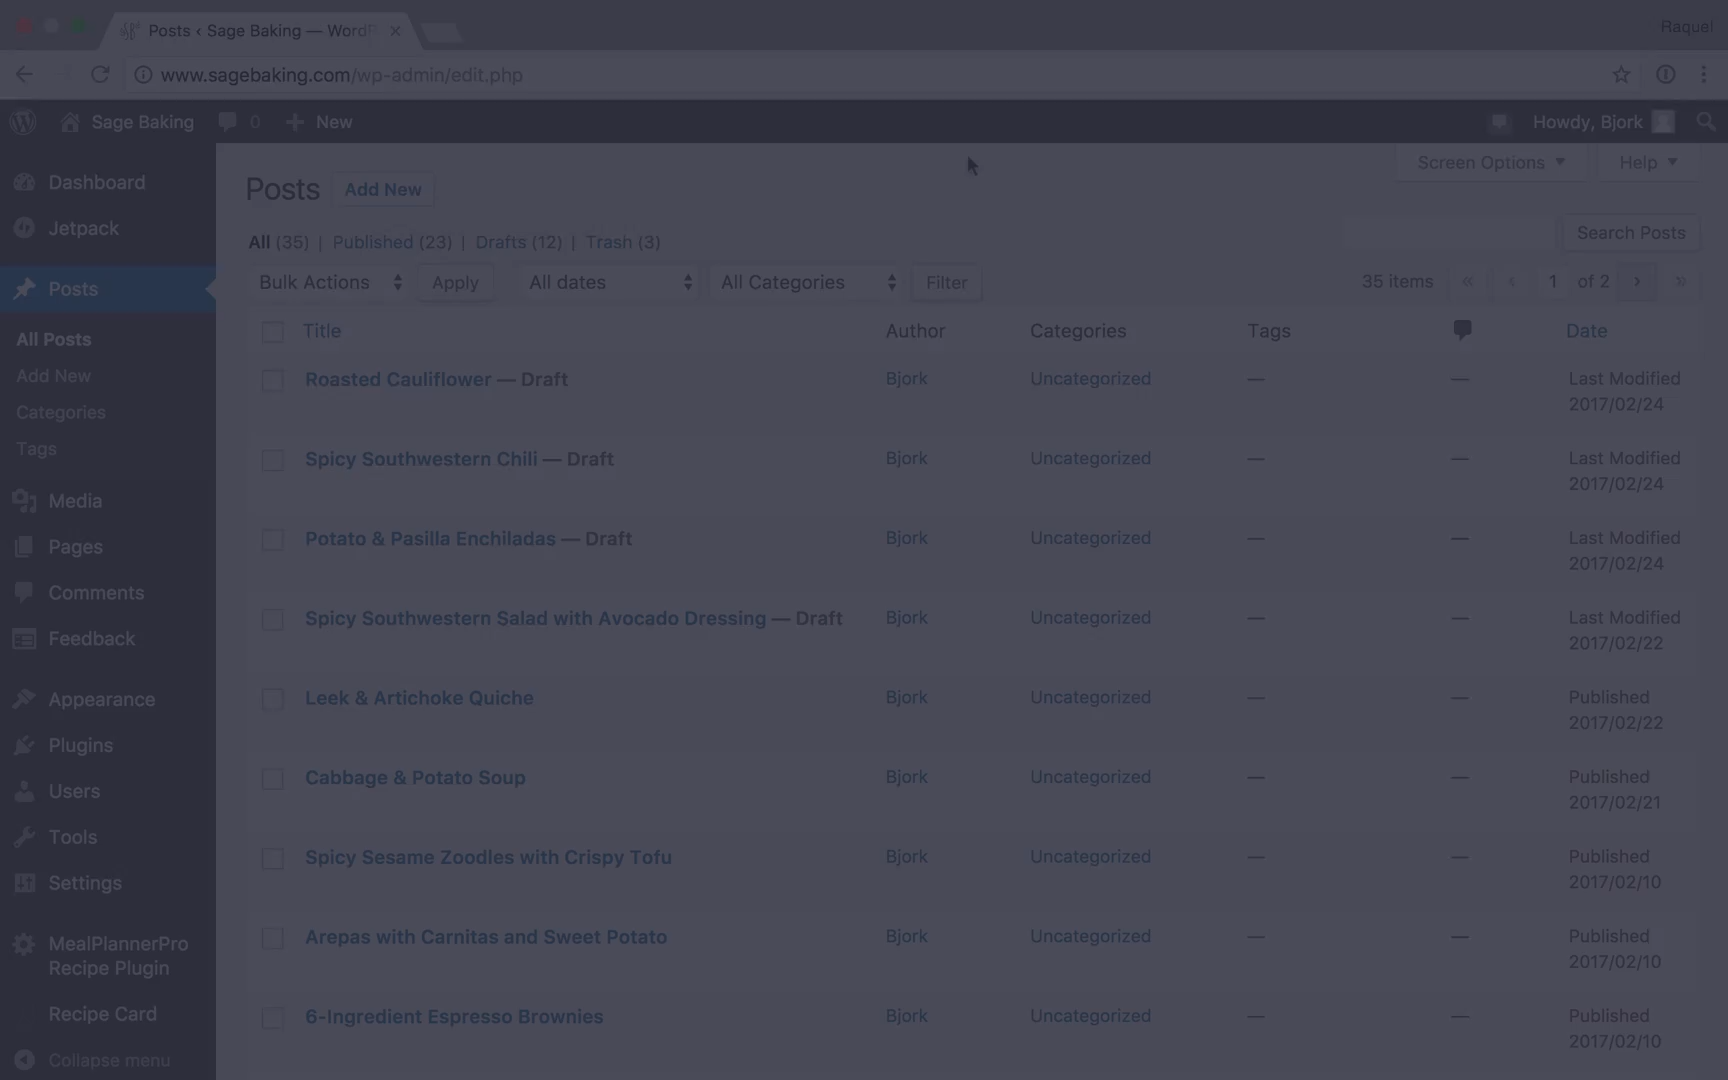 Posts ‹ Sage Baking — WordP
Raquel
www.sagebaking.com/wp-admin/edit.php
Sage Baking 0 New
Howdy, Bjork
Dashboard
Jetpack
Posts
All Posts
Add New
Categories
Tags
Media
Pages
Comments
Feedback
Appearance
Plugins
Users
Tools
Settings
MealPlannerPro
Recipe Plugin
Recipe Card
Collapse menu
Screen Options Help
Posts Add New
All (35) | Published (23) | Drafts (12) | Trash (3)
Search Posts
Bulk Actions Apply All dates All Categories Filter
35 items « ‹ 1 of 2 › »
Title Author Categories Tags Date
Roasted Cauliflower — Draft Bjork Uncategorized — — Last Modified
2017/02/24
Spicy Southwestern Chili — Draft Bjork Uncategorized — — Last Modified
2017/02/24
Potato & Pasilla Enchiladas — Draft Bjork Uncategorized — — Last Modified
2017/02/24
Spicy Southwestern Salad with Avocado Dressing — Draft Bjork Uncategorized — — Last Modified
2017/02/22
Leek & Artichoke Quiche Bjork Uncategorized — — Published
2017/02/22
Cabbage & Potato Soup Bjork Uncategorized — — Published
2017/02/21
Spicy Sesame Zoodles with Crispy Tofu Bjork Uncategorized — — Published
2017/02/10
Arepas with Carnitas and Sweet Potato Bjork Uncategorized — — Published
2017/02/10
6-Ingredient Espresso Brownies Bjork Uncategorized — — Published
2017/02/10